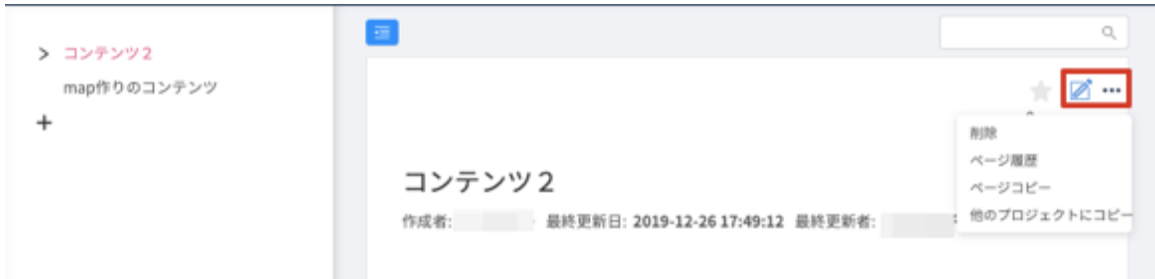 コンテンツ２
map作りのコンテンツ
削除
ページ履歴
ページコピー
他のプロジェクトにコピー
コンテンツ２
作成者: 最終更新日: 2019-12-26 17:49:12 最終更新者: